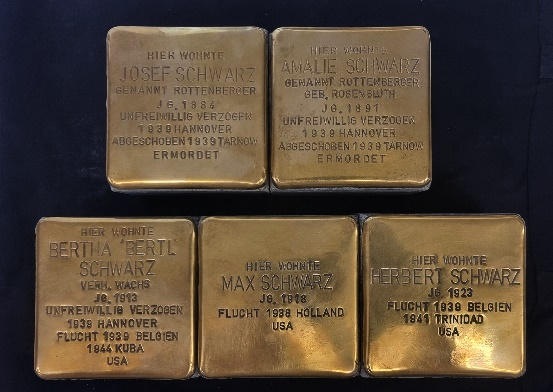 HIER WOHNTE
JOSEF SCHWARZ
GENANNT ROTTENBERGER
JG. 1884
UNFREIWILLIG VERZOGEN
1939 HANNOVER
ABGESCHOBEN 1939 TARNOW
ERMORDET
HIER WOHNTE
AMALIE SCHWARZ
GENANNT ROTTENBERGER
GEB. ROSENBLUTH
JG. 1891
UNFREIWILLIG VERZOGEN
1939 HANNOVER
ABGESCHOBEN 1939 TARNOW
ERMORDET
HIER WOHNTE
BERTHA "BERTL"
SCHWARZ
VERH. WACHS
JG. 1913
UNFREIWILLIG VERZOGEN
1939 HANNOVER
FLUCHT 1939 BELGIEN
1944 KUBA
USA
HIER WOHNTE
MAX SCHWARZ
JG. 1918
FLUCHT 1938 HOLLAND
USA
HIER WOHNTE
HERBERT SCHWARZ
JG. 1923
FLUCHT 1939 BELGIEN
1941 TRINIDAD
USA